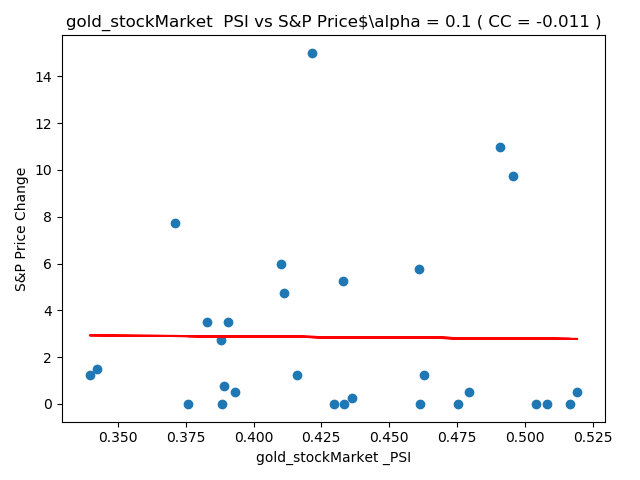 gold_stockMarket  PSI vs S&P Price$\alpha = 0.1 ( CC = -0.011 )
S&P Price Change
14
12
10
8
6
4
2
0
0.350 0.375 0.400 0.425 0.450 0.475 0.500 0.525
gold_stockMarket _PSI